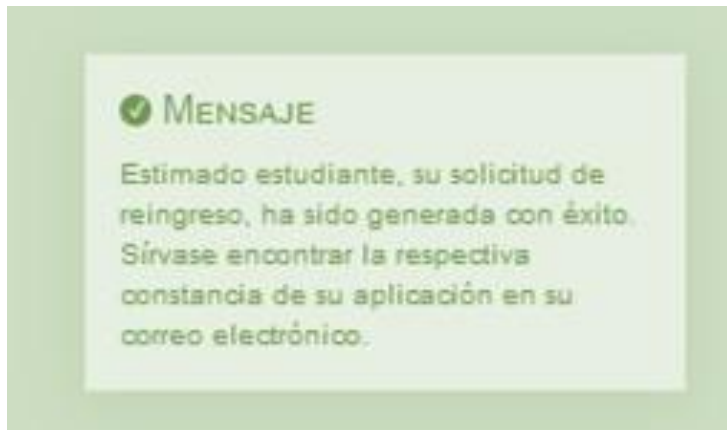 MENSAJE
Estimado estudiante, su solicitud de
reingreso, ha sido generada con éxito.
Sírvase encontrar la respectiva
constancia de su aplicación en su
correo electrónico.